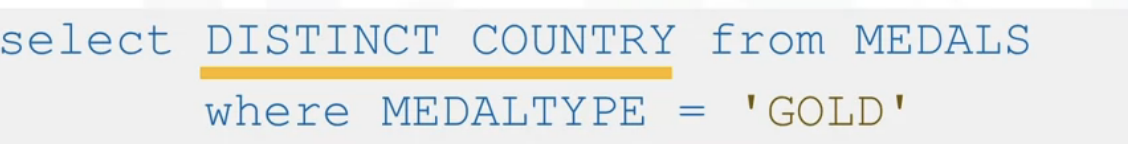 select DISTINCT COUNTRY from MEDALS
where MEDALTYPE = 'GOLD'